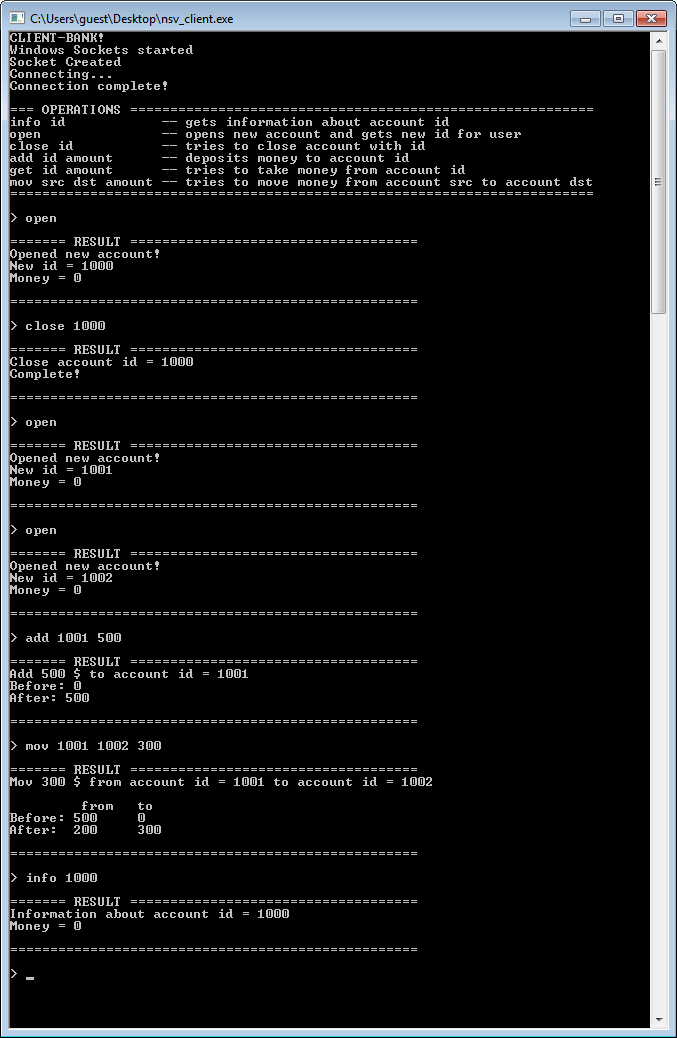 C:\Users\guest\Desktop\nsv_client.exe
CLIENT-BANK!
Windows Sockets started
Socket Created
Connecting...
Connection complete!
=== OPERATIONS ==========================================================
info id            -- gets information about account id
open               -- opens new account and gets new id for user
close id           -- tries to close account with id
add id amount      -- deposits money to account id
get id amount      -- tries to take money from account id
mov src dst amount -- tries to move money from account src to account dst
=========================================================================
> open
======= RESULT ====================================
Opened new account!
New id = 1000
Money = 0
===================================================
> close 1000
======= RESULT ====================================
Close account id = 1000
Complete!
===================================================
> open
======= RESULT ====================================
Opened new account!
New id = 1001
Money = 0
===================================================
> open
======= RESULT ====================================
Opened new account!
New id = 1002
Money = 0
===================================================
> add 1001 500
======= RESULT ====================================
Add 500 $ to account id = 1001
Before: 0
After: 500
===================================================
> mov 1001 1002 300
======= RESULT ====================================
Mov 300 $ from account id = 1001 to account id = 1002
         from   to
Before: 500     0
After:  200     300
===================================================
> info 1000
======= RESULT ====================================
Information about account id = 1000
Money = 0
===================================================
> _